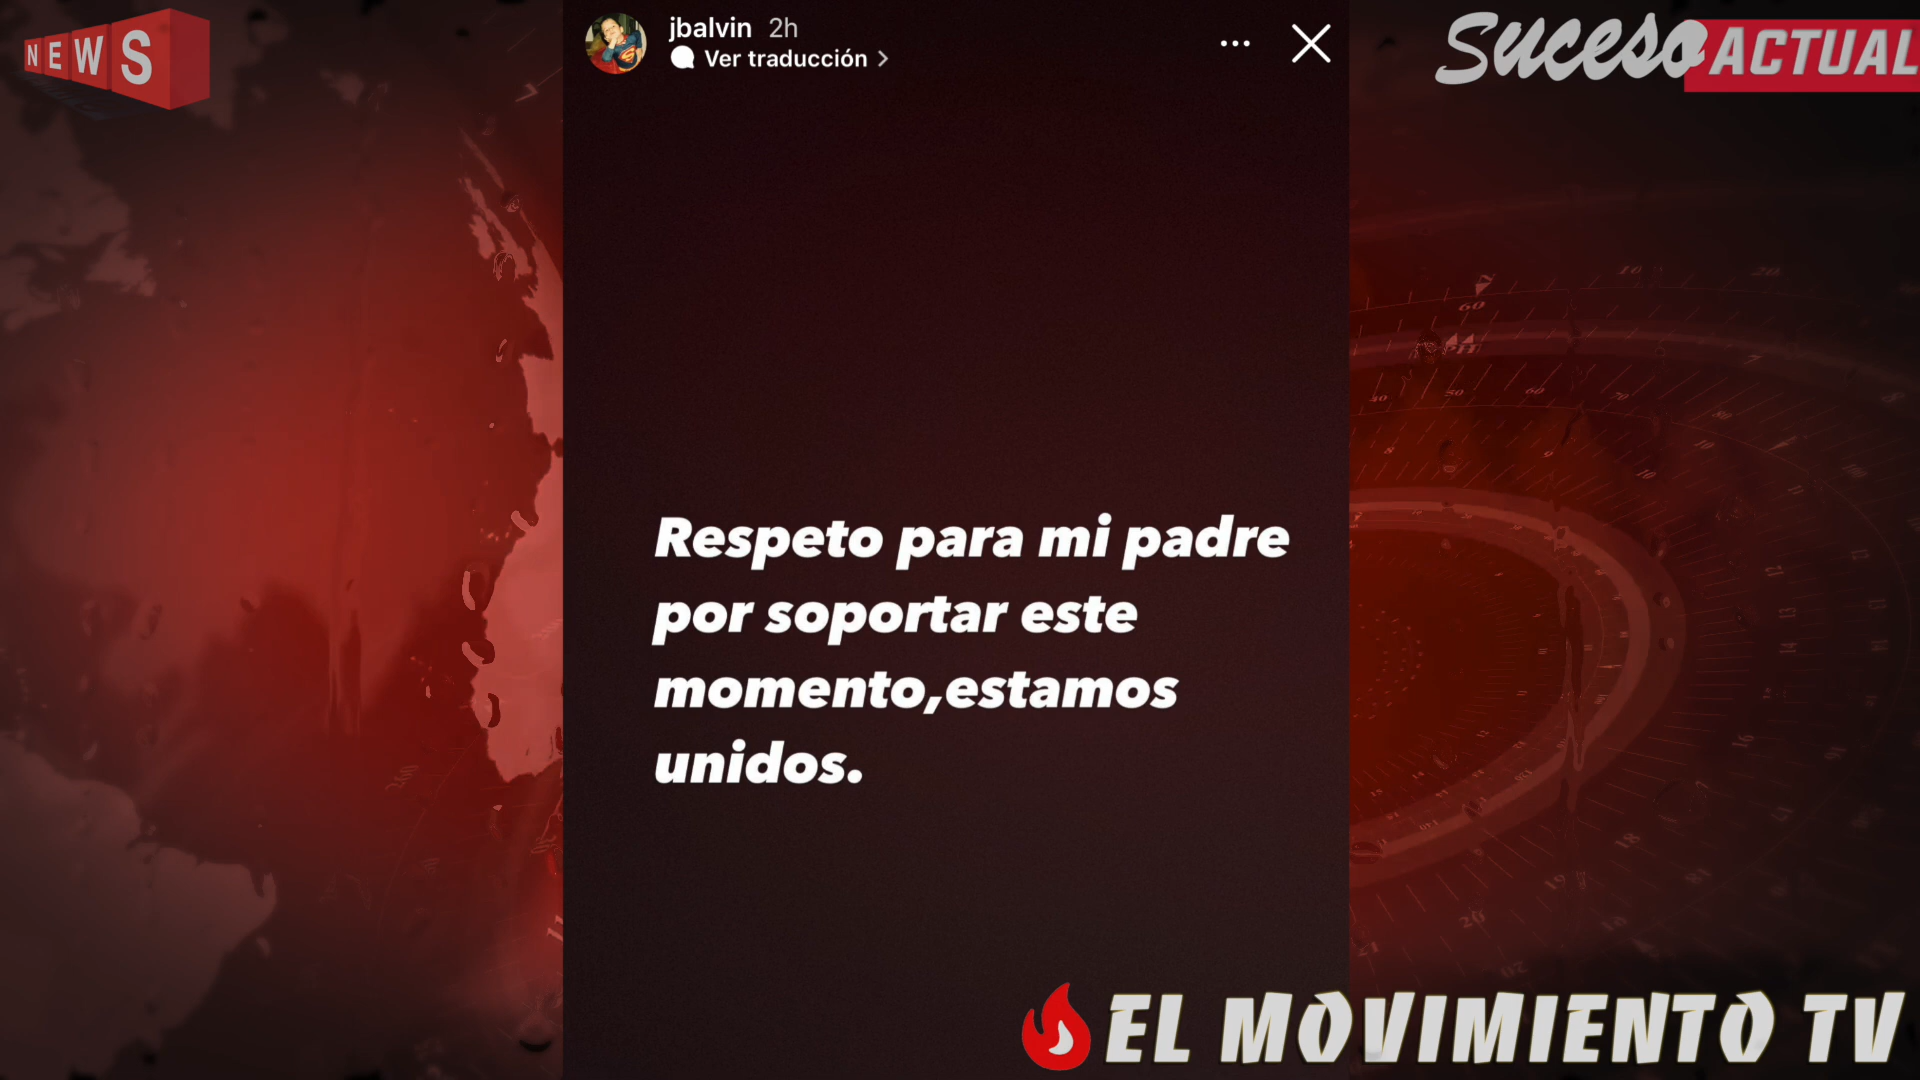 NEWS
jbalvin 2h
Ver traducción >
Suceso ACTUAL
Respeto para mi padre
por soportar este
momento,estamos
unidos.
EL MOVIMIENTO TV